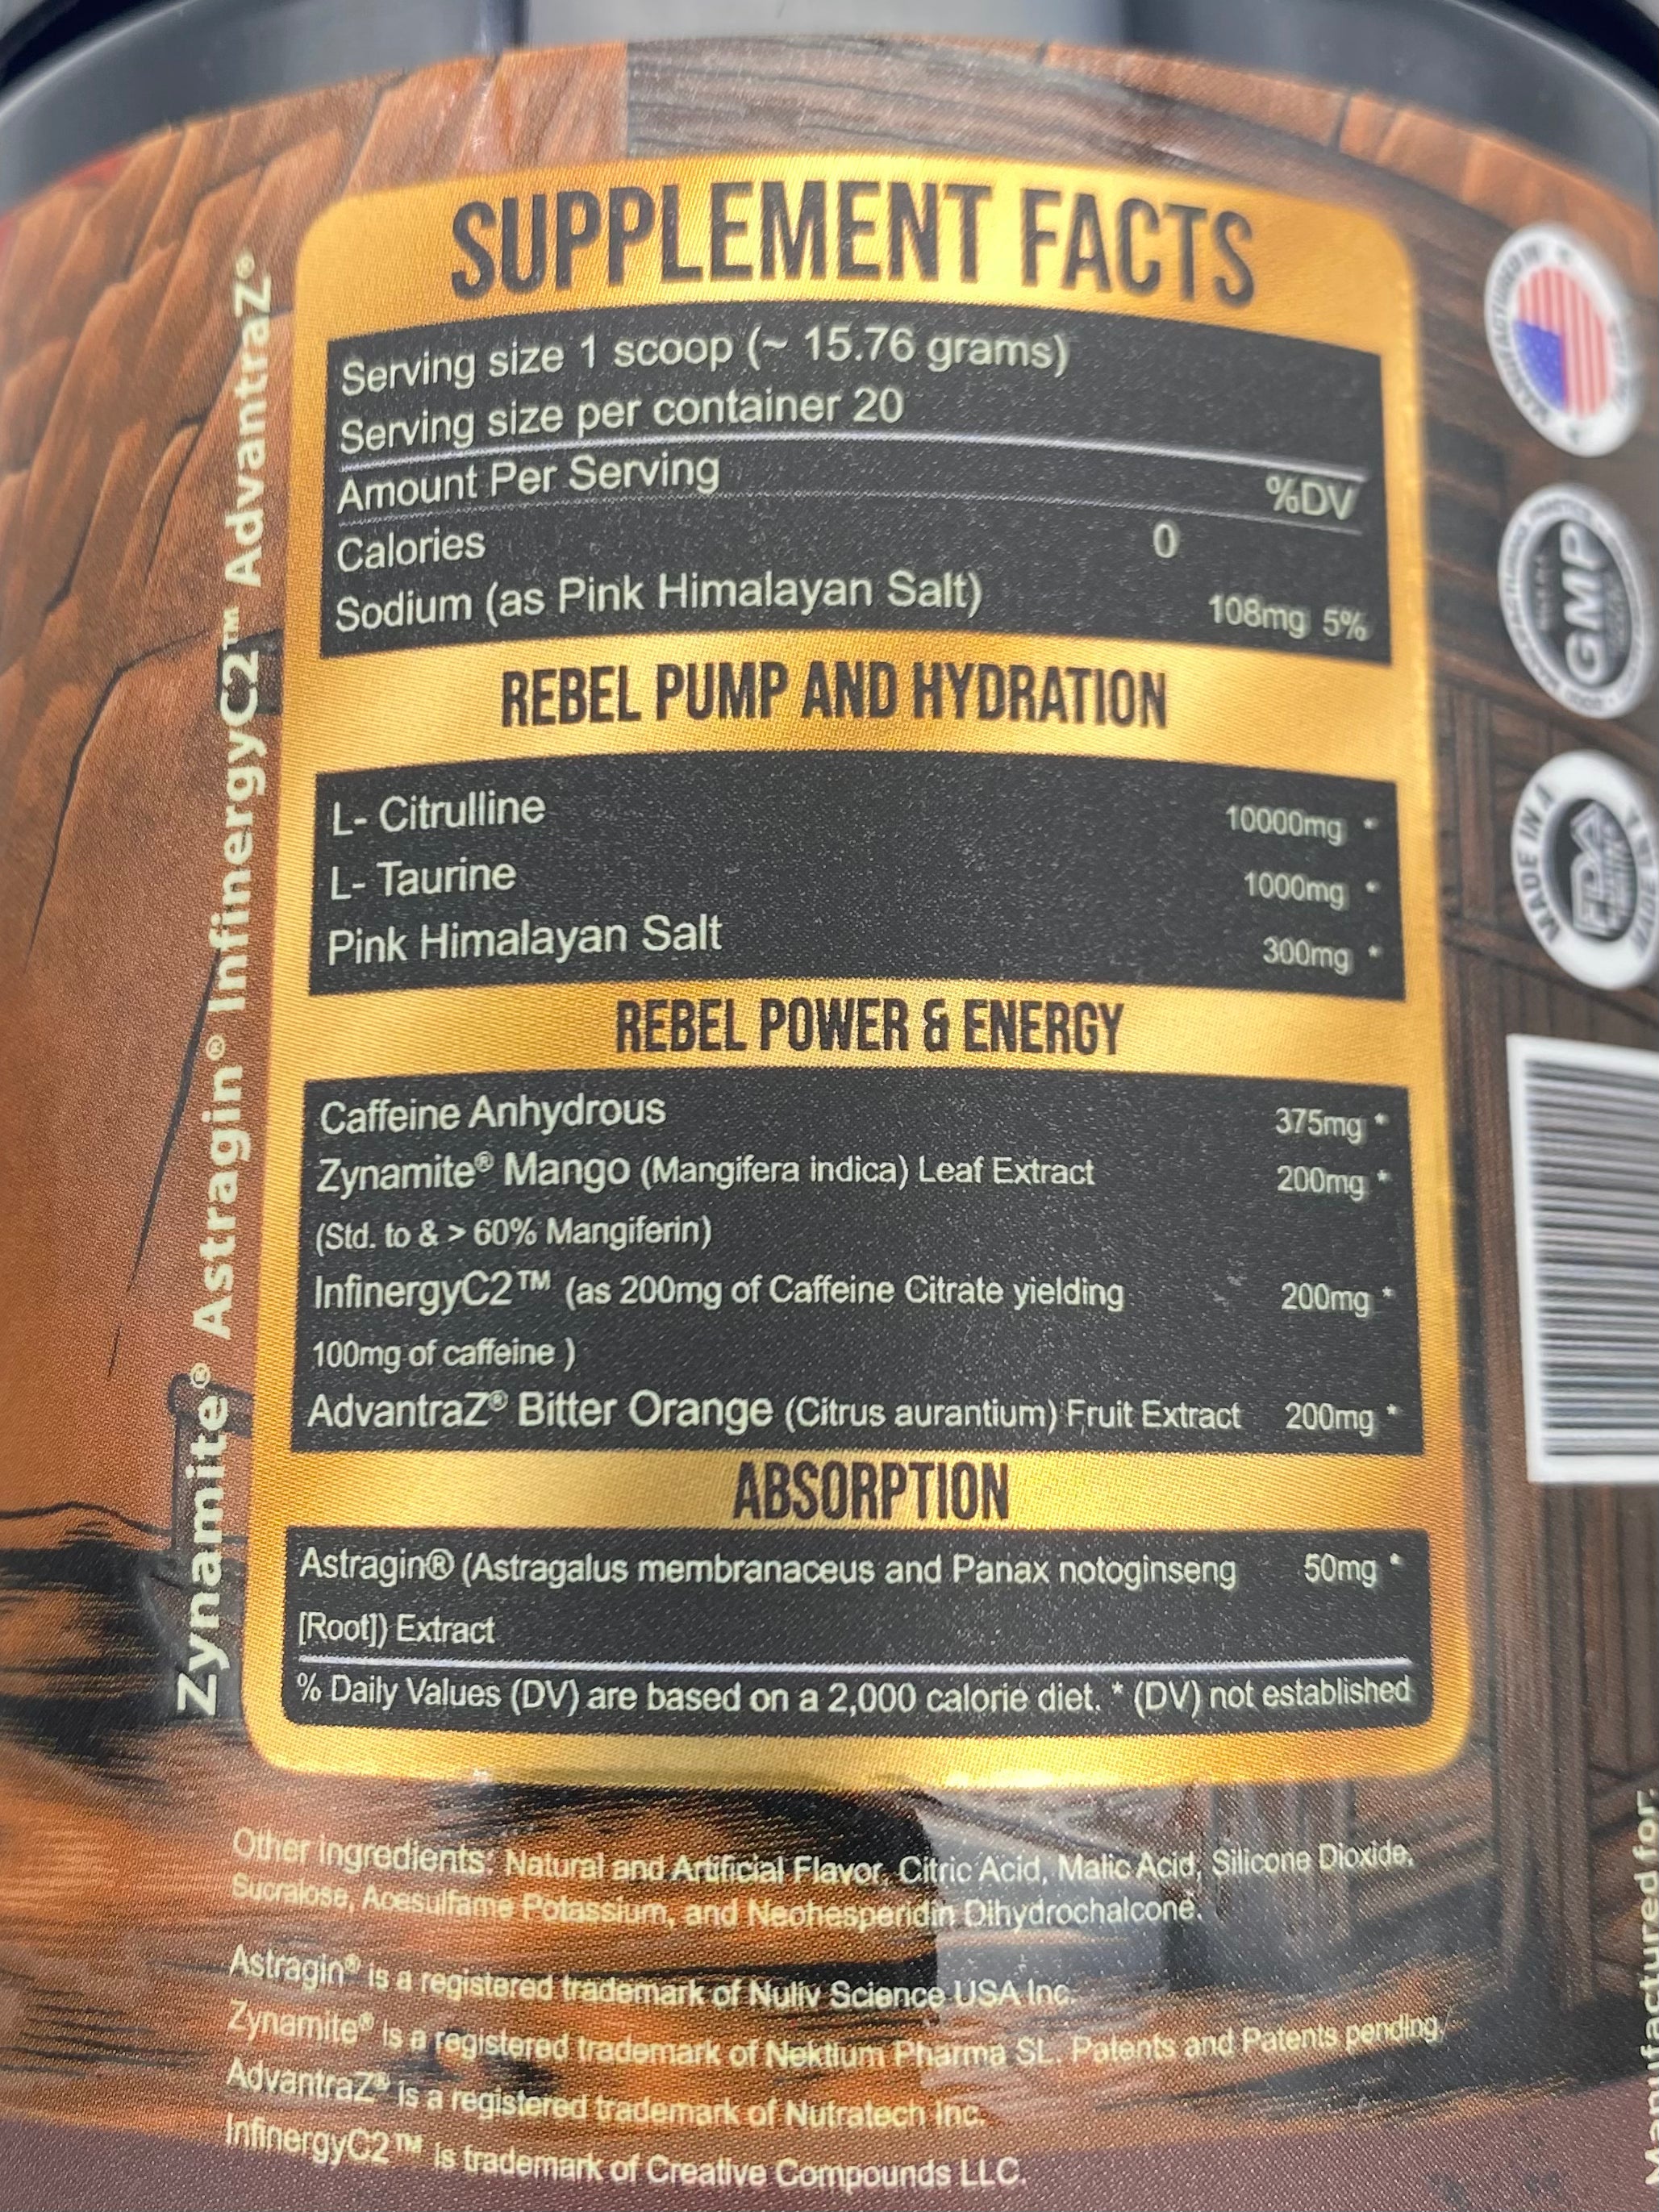 SUPPLEMENT FACTS
Serving size 1 scoop (~ 15.76 grams)
Serving size per container 20
Amount Per Serving %DV
Calories 0
Sodium (as Pink Himalayan Salt) 108mg 5%
REBEL PUMP AND HYDRATION
L- Citrulline 10000mg *
L- Taurine 1000mg *
Pink Himalayan Salt 300mg *
REBEL POWER & ENERGY
Caffeine Anhydrous 375mg *
Zynamite® Mango (Mangifera indica) Leaf Extract 200mg *
(Std. to & > 60% Mangiferin)
InfinergyC2™ (as 200mg of Caffeine Citrate yielding 200mg *
100mg of caffeine )
AdvantraZ® Bitter Orange (Citrus aurantium) Fruit Extract 200mg *
ABSORPTION
Astragin® (Astragalus membranaceus and Panax notoginseng 50mg *
[Root]) Extract
% Daily Values (DV) are based on a 2,000 calorie diet. * (DV) not established
Other Ingredients: Natural and Artificial Flavor, Citric Acid, Malic Acid, Silicone Dioxide,
Sucralose, Acesulfame Potassium, and Neohesperidin Dihydrochalcone.
Astragin® is a registered trademark of Nuliv Science USA Inc.
Zynamite® is a registered trademark of Nektium Pharma SL. Patents and Patents pending.
AdvantraZ® is a registered trademark of Nutratech Inc.
InfinergyC2™ is trademark of Creative Compounds LLC.
Zynamite® Astragin® InfinergyC2™ AdvantraZ®
GMP
MADE IN A
FDA
Manufactured for: